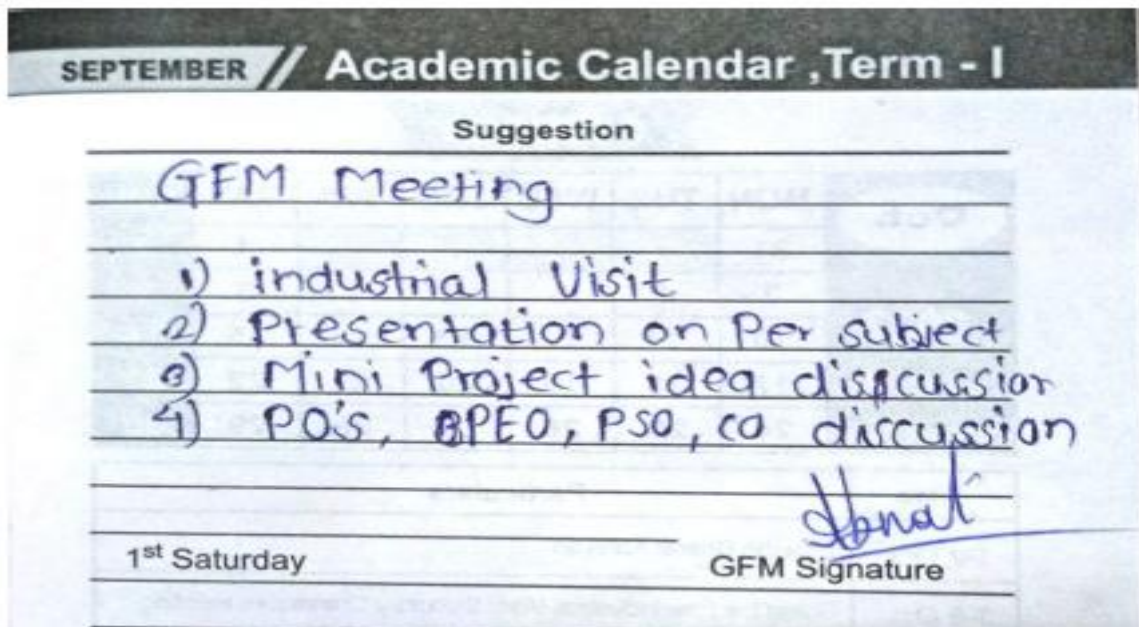 SEPTEMBER // Academic Calendar ,Term - I
Suggestion
GFM Meeting
1) industrial Visit
2) Presentation on Per subject
3) Mini Project idea discussion
4) PO's, PEO, PSO, CO discussion
1st Saturday
GFM Signature